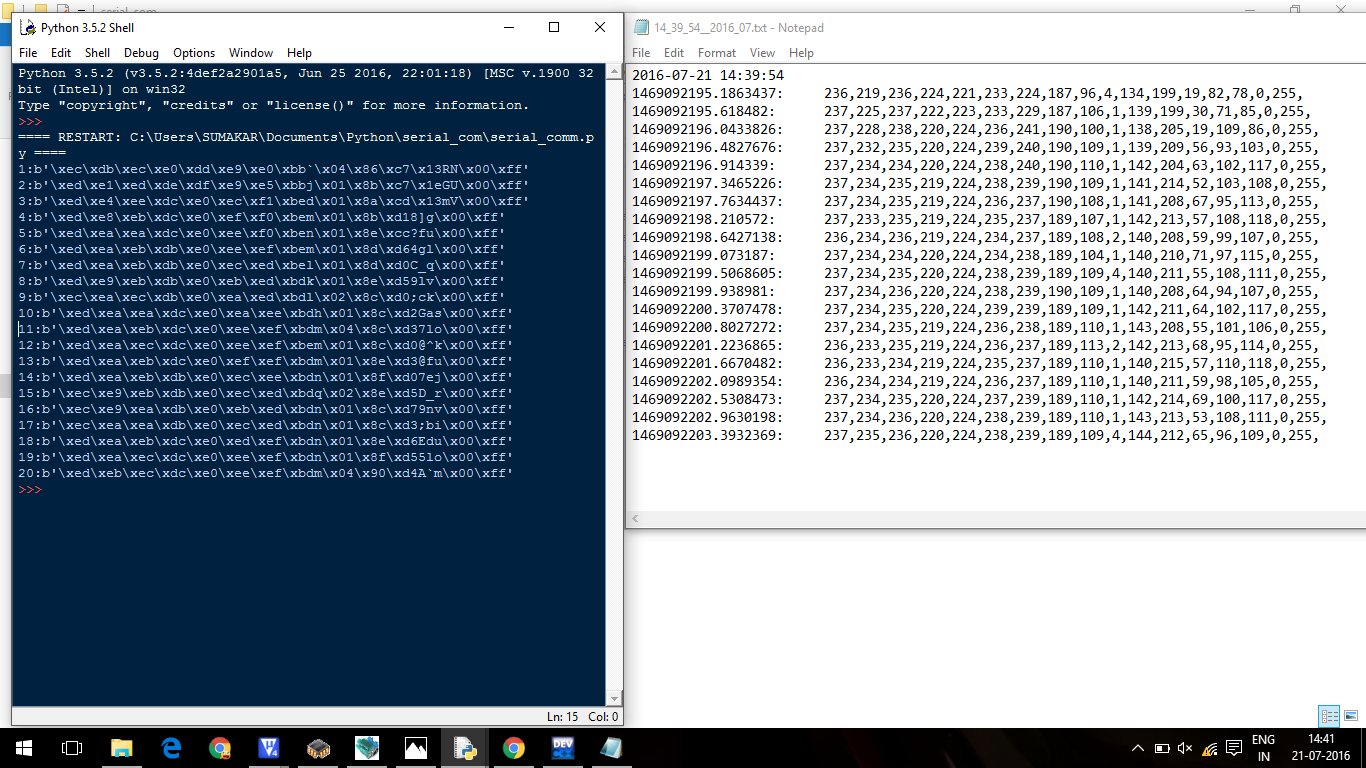 serial_com
Python 3.5.2 Shell
File Edit Shell Debug Options Window Help
Python 3.5.2 (v3.5.2:4def2a2901a5, Jun 25 2016, 22:01:18) [MSC v.1900 32
bit (Intel)] on win32
Type "copyright", "credits" or "license()" for more information.
>>>
==== RESTART: C:\Users\SUMAKAR\Documents\Python\serial_com\serial_comm.p
y ====
1:b'\xec\xdb\xec\xe0\xdd\xe9\xe0\xbb`\x04\x86\xc7\x13RN\x00\xff'
2:b'\xed\xe1\xed\xde\xdf\xe9\xe5\xbbj\x01\x8b\xc7\x1eGU\x00\xff'
3:b'\xed\xe4\xee\xdc\xe0\xec\xf1\xbed\x01\x8a\xcd\x13mV\x00\xff'
4:b'\xed\xe8\xeb\xdc\xe0\xef\xf0\xbem\x01\x8b\xd18]g\x00\xff'
5:b'\xed\xea\xea\xdc\xe0\xee\xf0\xben\x01\x8e\xcc?fu\x00\xff'
6:b'\xed\xea\xeb\xdb\xe0\xee\xef\xbem\x01\x8d\xd64gl\x00\xff'
7:b'\xed\xea\xeb\xdb\xe0\xec\xed\xbel\x01\x8d\xd0C_q\x00\xff'
8:b'\xed\xe9\xeb\xdb\xe0\xeb\xed\xbdk\x01\x8e\xd59lv\x00\xff'
9:b'\xec\xea\xec\xdb\xe0\xea\xed\xbdl\x02\x8c\xd0;ck\x00\xff'
10:b'\xed\xea\xea\xdc\xe0\xea\xee\xbdh\x01\x8c\xd2Gas\x00\xff'
11:b'\xed\xea\xeb\xdc\xe0\xee\xef\xbdm\x04\x8c\xd37lo\x00\xff'
12:b'\xed\xea\xec\xdc\xe0\xee\xef\xbem\x01\x8c\xd0@^k\x00\xff'
13:b'\xed\xea\xeb\xdc\xe0\xef\xef\xbdm\x01\x8e\xd3@fu\x00\xff'
14:b'\xed\xea\xeb\xdb\xe0\xec\xee\xbdn\x01\x8f\xd07ej\x00\xff'
15:b'\xec\xe9\xeb\xdc\xe0\xec\xed\xbdq\x02\x8e\xd5D_r\x00\xff'
16:b'\xec\xe9\xea\xdb\xe0\xeb\xed\xbdn\x01\x8c\xd79nv\x00\xff'
17:b'\xec\xea\xea\xdb\xe0\xec\xed\xbdn\x01\x8c\xd3;bi\x00\xff'
18:b'\xed\xea\xeb\xdc\xe0\xed\xef\xbdn\x01\x8e\xd6Edu\x00\xff'
19:b'\xed\xea\xec\xdc\xe0\xee\xef\xbdn\x01\x8f\xd55lo\x00\xff'
20:b'\xed\xeb\xec\xdc\xe0\xee\xef\xbdm\x04\x90\xd4A`m\x00\xff'
>>>
Ln: 15 Col: 0
14_39_54__2016_07.txt - Notepad
File Edit Format View Help
2016-07-21 14:39:54
1469092195.1863437: 236,219,236,224,221,233,224,187,96,4,134,199,19,82,78,0,255,
1469092195.618482: 237,225,237,222,223,233,229,187,106,1,139,199,30,71,85,0,255,
1469092196.0433826: 237,228,238,220,224,236,241,190,100,1,138,205,19,109,86,0,255,
1469092196.4827676: 237,232,235,220,224,239,240,190,109,1,139,209,56,93,103,0,255,
1469092196.914339: 237,234,234,220,224,238,240,190,110,1,142,204,63,102,117,0,255,
1469092197.3465226: 237,234,235,219,224,238,239,190,109,1,141,214,52,103,108,0,255,
1469092197.7634437: 237,234,235,219,224,236,237,190,108,1,141,208,67,95,113,0,255,
1469092198.210572: 237,233,235,219,224,235,237,189,107,1,142,213,57,108,118,0,255,
1469092198.6427138: 236,234,236,219,224,234,237,189,108,2,140,208,59,99,107,0,255,
1469092199.073187: 237,234,234,220,224,234,238,189,104,1,140,210,71,97,115,0,255,
1469092199.5068605: 237,234,235,220,224,238,239,189,109,4,140,211,55,108,111,0,255,
1469092199.938981: 237,234,236,220,224,238,239,190,109,1,140,208,64,94,107,0,255,
1469092200.3707478: 237,234,235,220,224,239,239,189,109,1,142,211,64,102,117,0,255,
1469092200.8027272: 237,234,235,219,224,236,238,189,110,1,143,208,55,101,106,0,255,
1469092201.2236865: 236,233,235,219,224,236,237,189,113,2,142,213,68,95,114,0,255,
1469092201.6670482: 236,233,234,219,224,235,237,189,110,1,140,215,57,110,118,0,255,
1469092202.0989354: 236,234,234,219,224,236,237,189,110,1,140,211,59,98,105,0,255,
1469092202.5308473: 237,234,235,220,224,237,239,189,110,1,142,214,69,100,117,0,255,
1469092202.9630198: 237,234,236,220,224,238,239,189,110,1,143,213,53,108,111,0,255,
1469092203.3932369: 237,235,236,220,224,238,239,189,109,4,144,212,65,96,109,0,255,
DEV
ENG
IN
14:41
21-07-2016